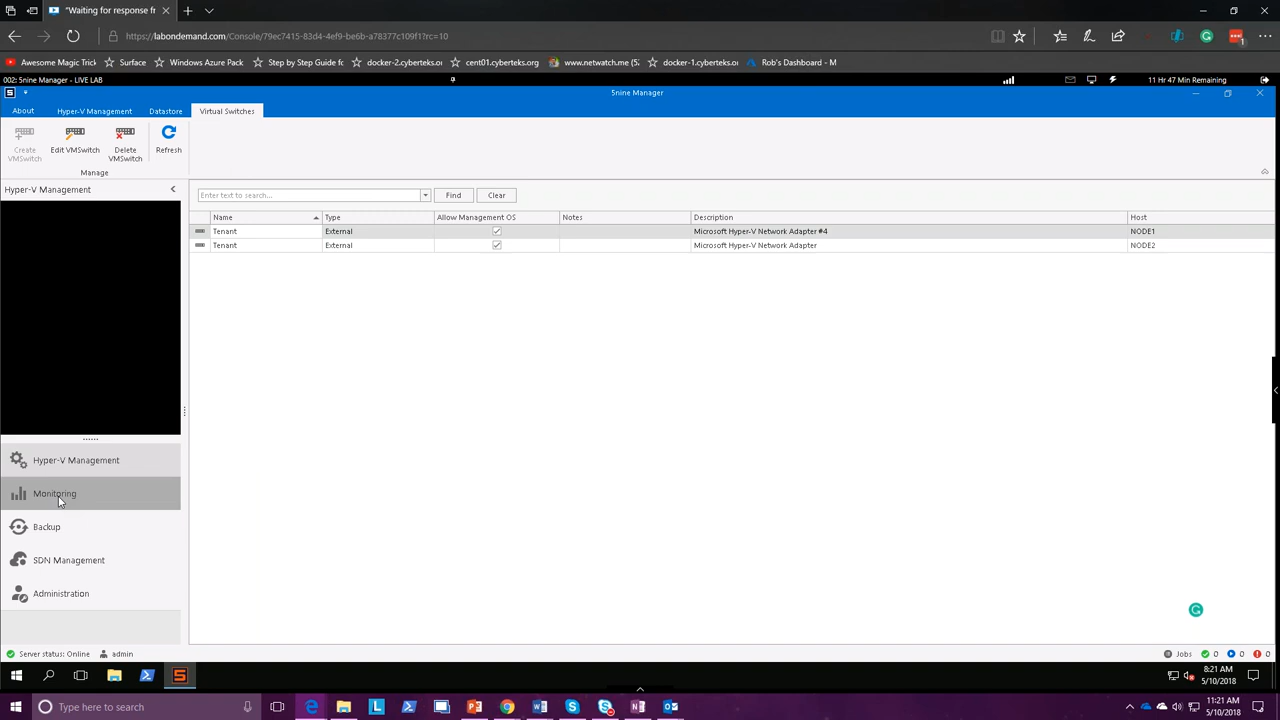 "Waiting for response fr
https://labondemand.com/Console/79ec7415-83d4-4ef9-be6b-a78377c109f1?rc=10
Awesome Magic Trick
Surface
Windows Azure Pack
Step by Step Guide fo
docker-2.cyberteks.or
cent01.cyberteks.org
www.netwatch.me (5:
docker-1.cyberteks.or
Rob's Dashboard - M
002: 5nine Manager - LIVE LAB
11 Hr 47 Min Remaining
5nine Manager
About
Hyper-V Management
Datastore
Virtual Switches
Create VMSwitch
Edit VMSwitch
Delete VMSwitch
Refresh
Manage
Hyper-V Management
Enter text to search...
Find
Clear
Name Type Allow Management OS Notes Description Host
Tenant External Microsoft Hyper-V Network Adapter #4 NODE1
Tenant External Microsoft Hyper-V Network Adapter NODE2
Hyper-V Management
Monitoring
Backup
SDN Management
Administration
Server status: Online
admin
Jobs 0 0 0
8:21 AM
5/10/2018
Type here to search
11:21 AM
5/10/2018